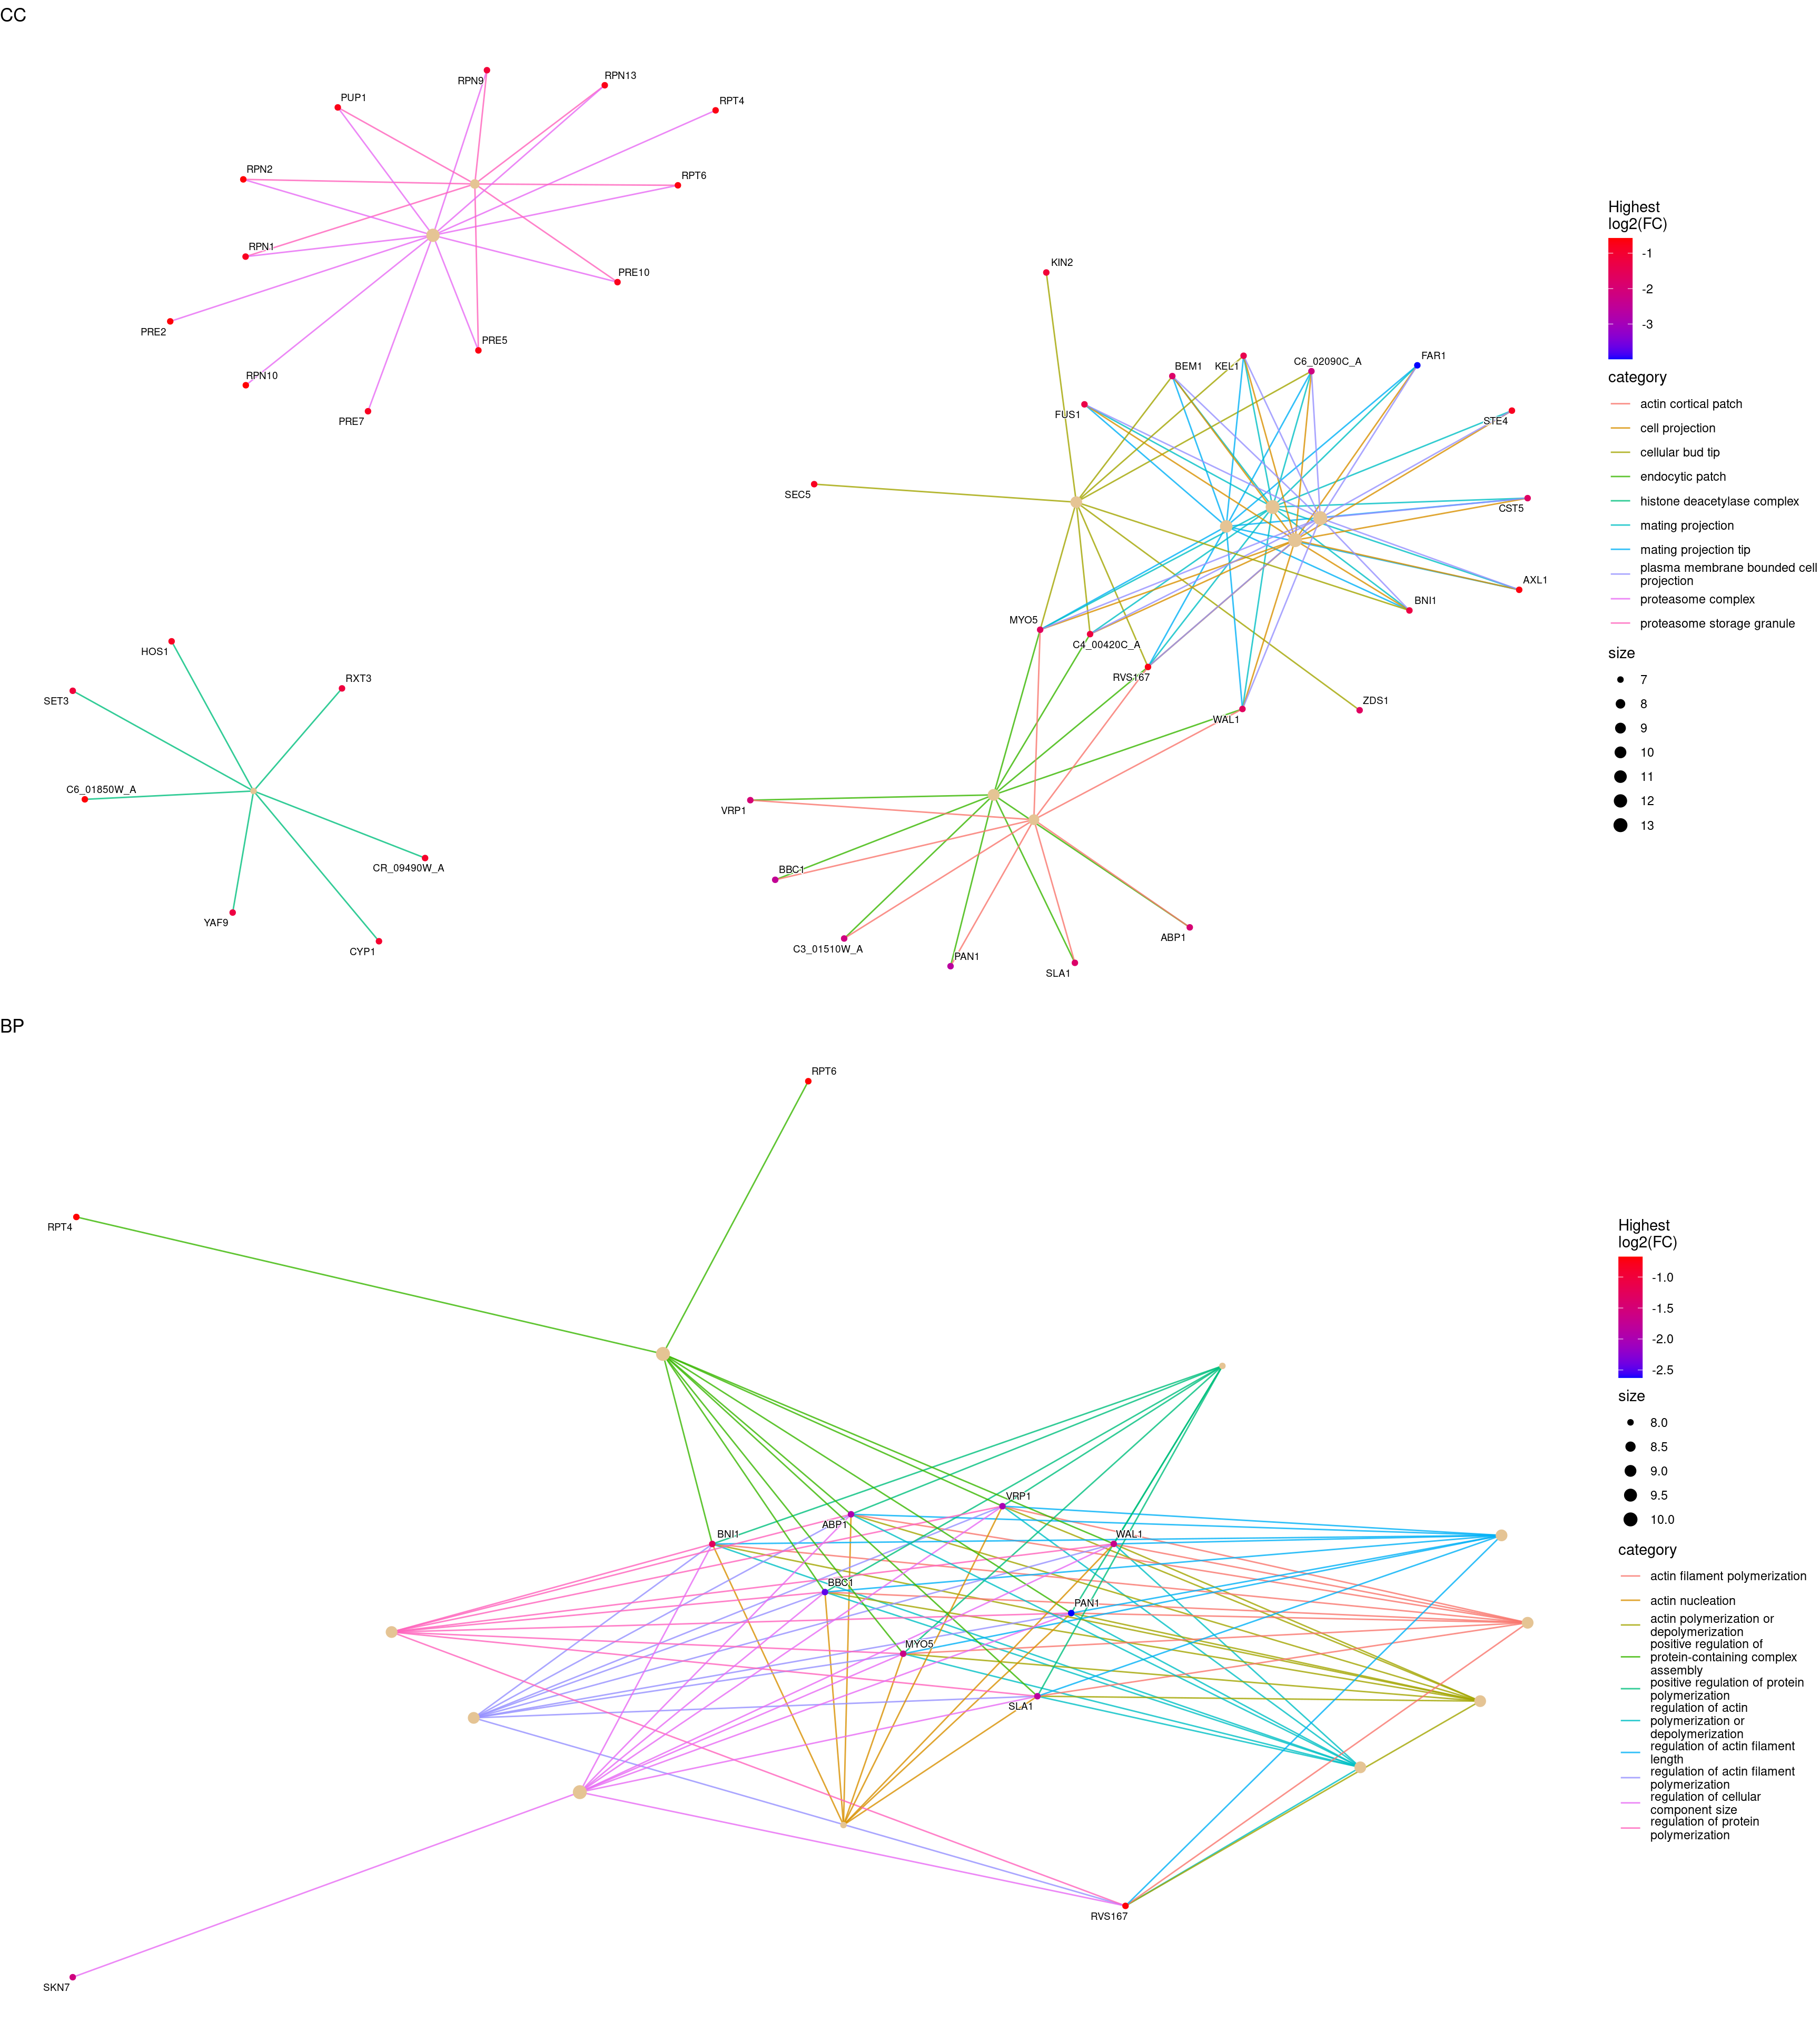 CC
RPN9
RPN13
PUP1
RPT4
RPN2
RPT6
RPN1
PRE10
PRE2
PRE5
RPN10
PRE7
KIN2
BEM1
KEL1
C6_02090C_A
FAR1
FUS1
STE4
SEC5
CST5
AXL1
BNI1
MYO5
C4_00420C_A
RVS167
ZDS1
WAL1
HOS1
RXT3
SET3
C6_01850W_A
CR_09490W_A
YAF9
CYP1
VRP1
BBC1
C3_01510W_A
PAN1
SLA1
ABP1
Highest
log2(FC)
-1
-2
-3
category
actin cortical patch
cell projection
cellular bud tip
endocytic patch
histone deacetylase complex
mating projection
mating projection tip
plasma membrane bounded cell
projection
proteasome complex
proteasome storage granule
size
7
8
9
10
11
12
13
BP
RPT6
RPT4
VRP1
ABP1
BNI1
WAL1
BBC1
PAN1
MYO5
SLA1
RVS167
SKN7
Highest
log2(FC)
-1.0
-1.5
-2.0
-2.5
size
8.0
8.5
9.0
9.5
10.0
category
actin filament polymerization
actin nucleation
actin polymerization or
depolymerization
positive regulation of
protein-containing complex
assembly
positive regulation of protein
polymerization
regulation of actin
polymerization or
depolymerization
regulation of actin filament
length
regulation of actin filament
polymerization
regulation of cellular
component size
regulation of protein
polymerization